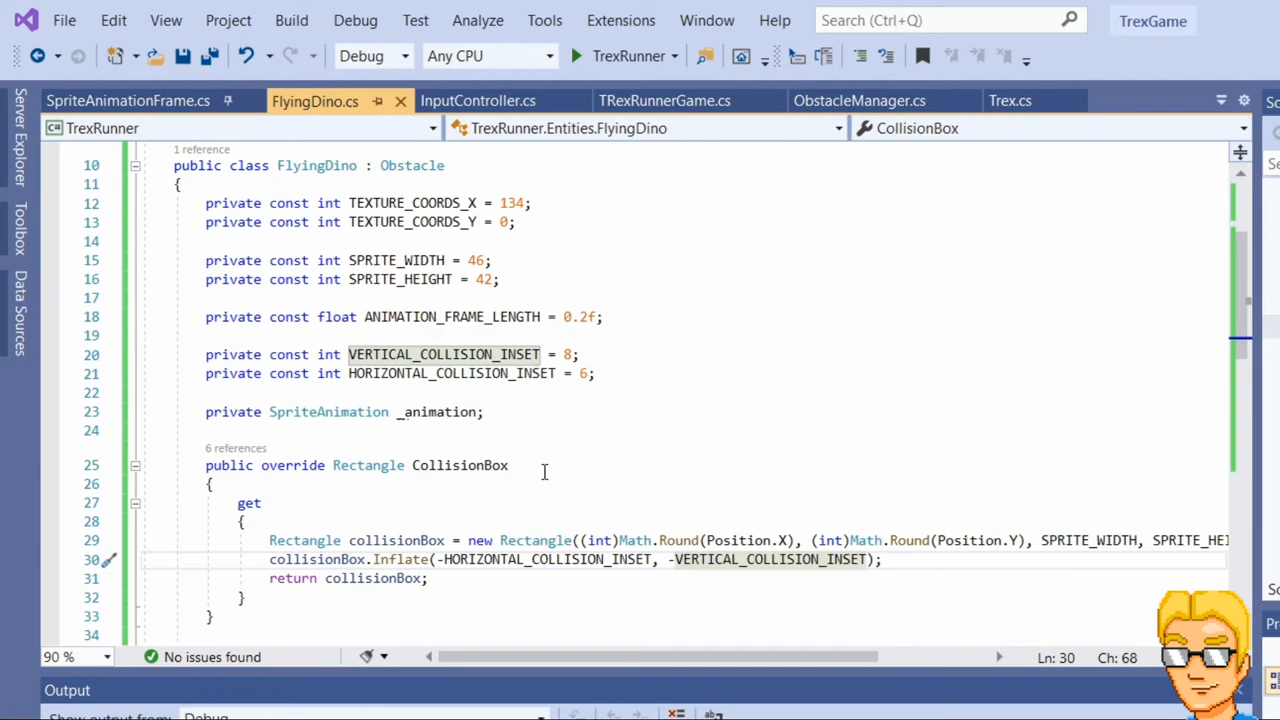 File Edit View Project Build Debug Test Analyze Tools Extensions Window Help Search (Ctrl+Q) TrexGame
Debug Any CPU TrexRunner
SpriteAnimationFrame.cs FlyingDino.cs InputController.cs TRexRunnerGame.cs ObstacleManager.cs Trex.cs
C# TrexRunner TrexRunner.Entities.FlyingDino CollisionBox
Server Explorer
Toolbox
Data Sources
1 reference
10 public class FlyingDino : Obstacle
11 {
12 private const int TEXTURE_COORDS_X = 134;
13 private const int TEXTURE_COORDS_Y = 0;
14
15 private const int SPRITE_WIDTH = 46;
16 private const int SPRITE_HEIGHT = 42;
17
18 private const float ANIMATION_FRAME_LENGTH = 0.2f;
19
20 private const int VERTICAL_COLLISION_INSET = 8;
21 private const int HORIZONTAL_COLLISION_INSET = 6;
22
23 private SpriteAnimation _animation;
24
6 references
25 public override Rectangle CollisionBox
26 {
27 get
28 {
29 Rectangle collisionBox = new Rectangle((int)Math.Round(Position.X), (int)Math.Round(Position.Y), SPRITE_WIDTH, SPRITE_HEI
30 collisionBox.Inflate(-HORIZONTAL_COLLISION_INSET, -VERTICAL_COLLISION_INSET);
31 return collisionBox;
32 }
33 }
34
90 % No issues found Ln: 30 Ch: 68
Output
Show output from: Debug